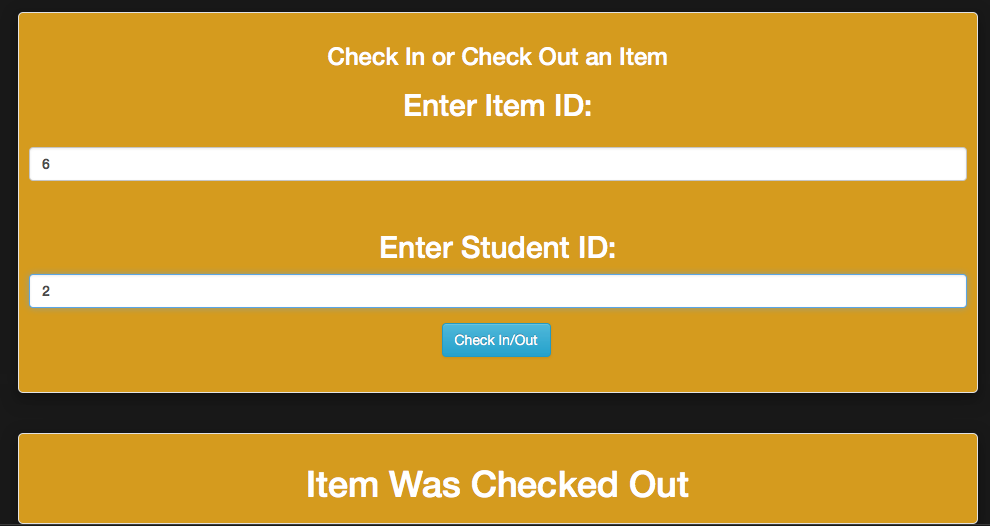 Check In or Check Out an Item
Enter Item ID:
6
Enter Student ID:
2
Check In/Out
Item Was Checked Out